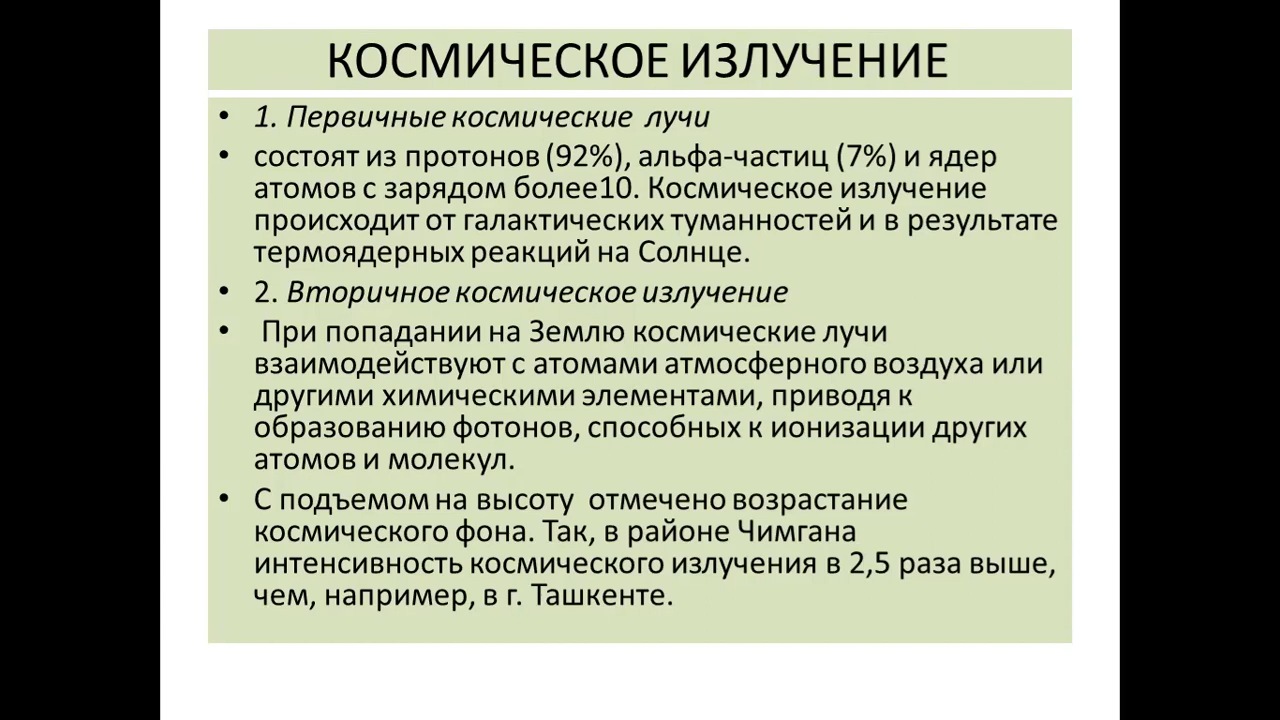 КОСМИЧЕСКОЕ ИЗЛУЧЕНИЕ
• 1. Первичные космические лучи
• состоят из протонов (92%), альфа-частиц (7%) и ядер
атомов с зарядом более10. Космическое излучение
происходит от галактических туманностей и в результате
термоядерных реакций на Солнце.
• 2. Вторичное космическое излучение
• При попадании на Землю космические лучи
взаимодействуют с атомами атмосферного воздуха или
другими химическими элементами, приводя к
образованию фотонов, способных к ионизации других
атомов и молекул.
• С подъемом на высоту отмечено возрастание
космического фона. Так, в районе Чимгана
интенсивность космического излучения в 2,5 раза выше,
чем, например, в г. Ташкенте.